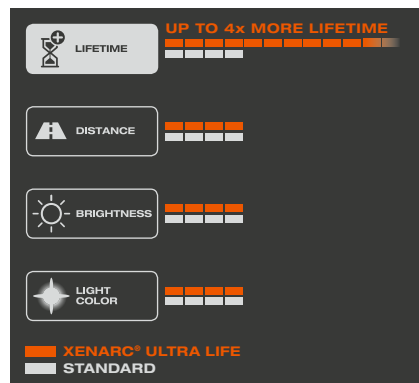 UP TO 4x MORE LIFETIME
LIFETIME
DISTANCE
BRIGHTNESS
LIGHT
COLOR
XENARC® ULTRA LIFE
STANDARD